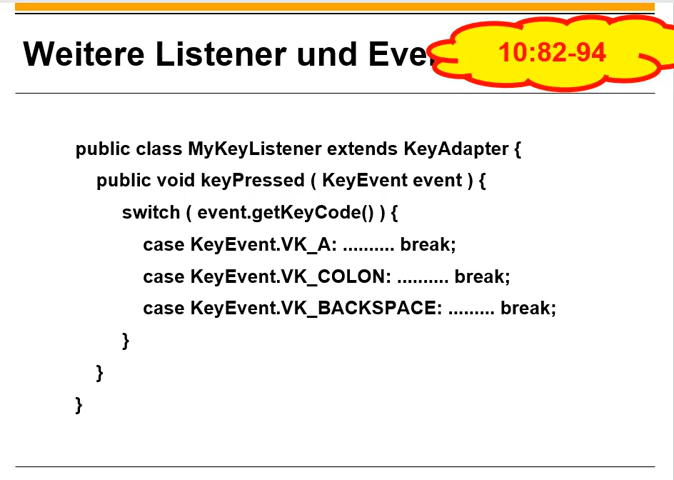 Weitere Listener und Eve
10:82-94
public class MyKeyListener extends KeyAdapter {
public void keyPressed ( KeyEvent event ) {
switch ( event.getKeyCode() ) {
case KeyEvent.VK_A: .......... break;
case KeyEvent.VK_COLON: .......... break;
case KeyEvent.VK_BACKSPACE: ......... break;
}
}
}